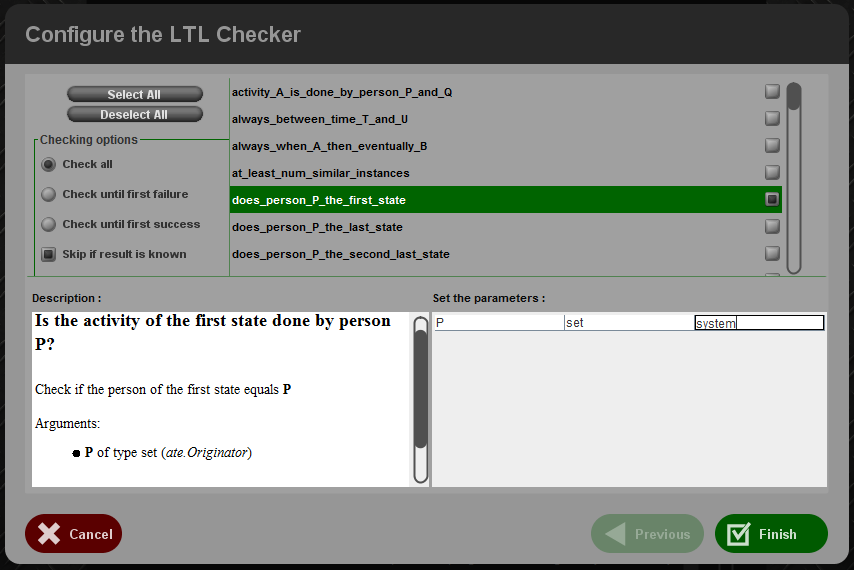 Configure the LTL Checker
Select All
Deselect All
Checking options
Check all
Check until first failure
Check until first success
Skip if result is known
activity_A_is_done_by_person_P_and_Q
always_between_time_T_and_U
always_when_A_then_eventually_B
at_least_num_similar_instances
does_person_P_the_first_state
does_person_P_the_last_state
does_person_P_the_second_last_state
Description :
Is the activity of the first state done by person
P?
Check if the person of the first state equals P
Arguments:
P of type set (ate.Originator)
Set the parameters :
P set system
Cancel
Previous
Finish